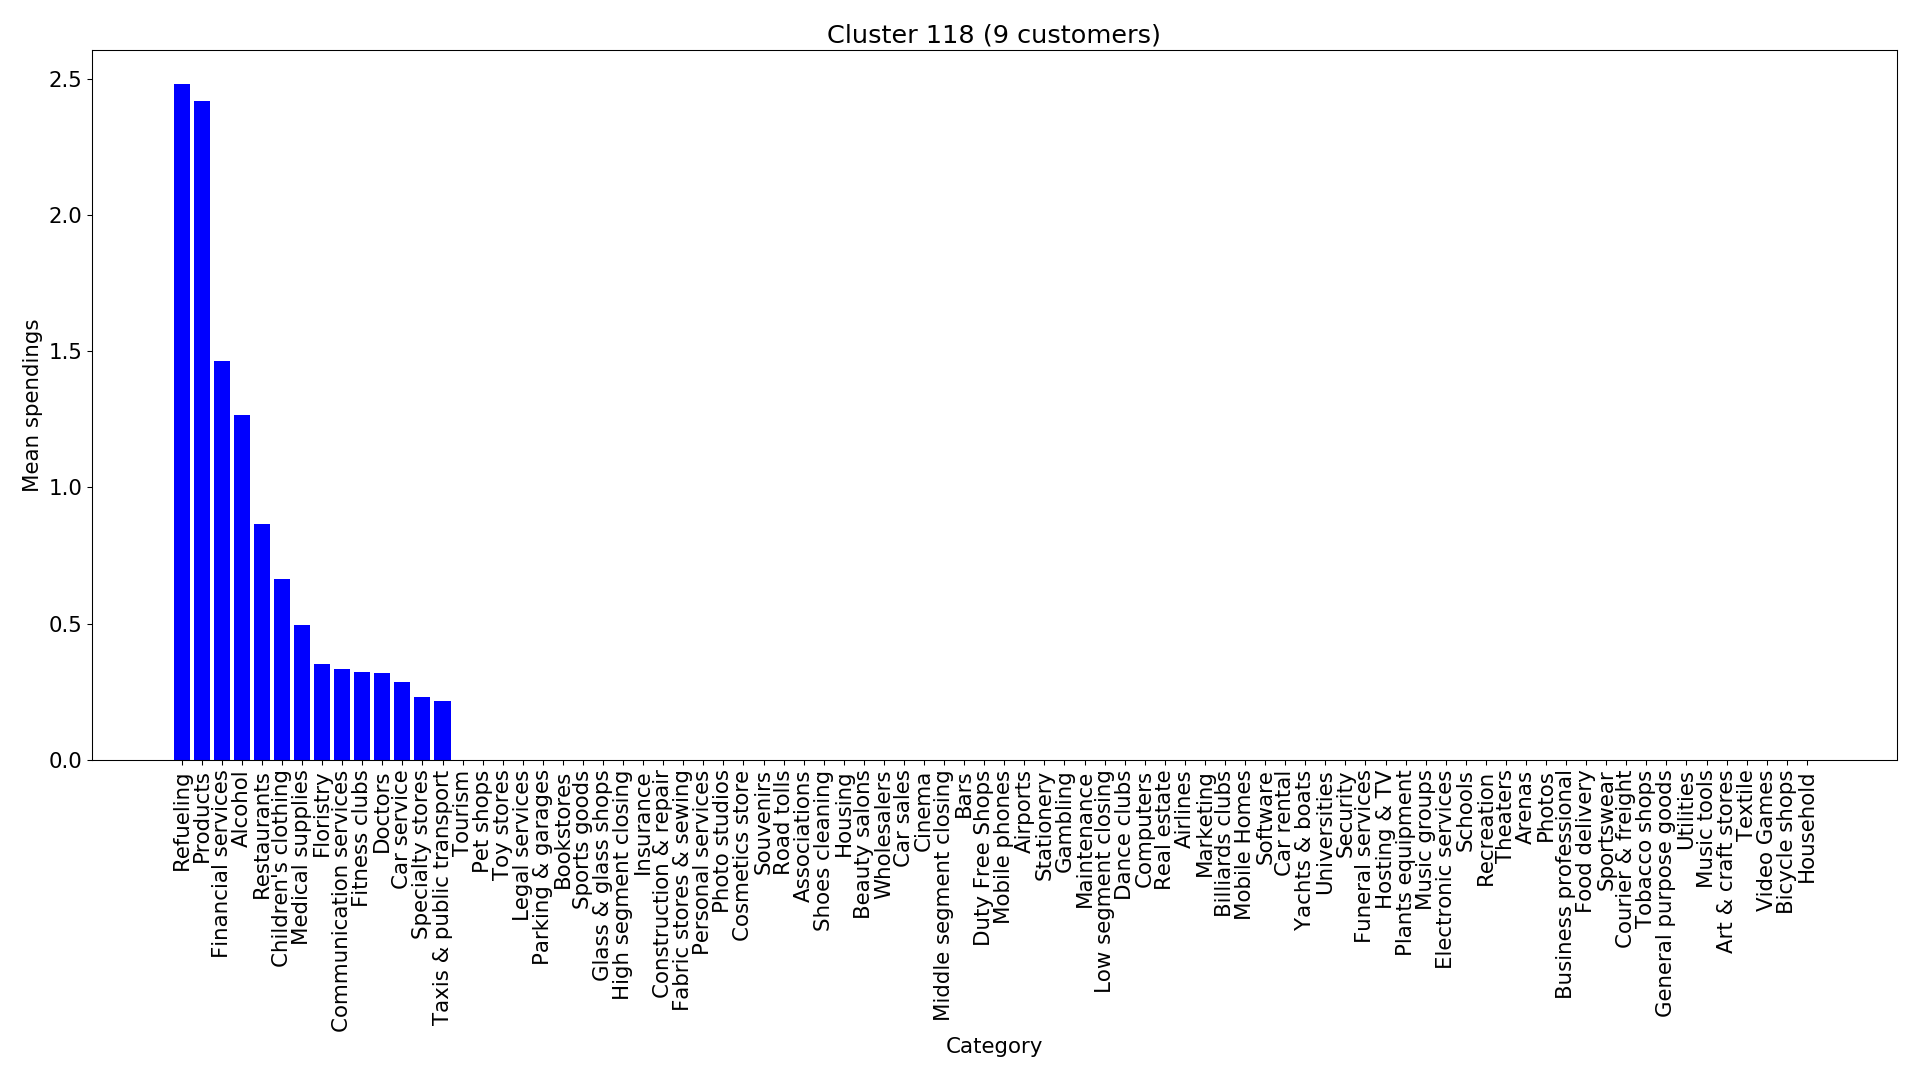 Cluster 118 (9 customers)
Mean spendings
2.5
2.0
1.5
1.0
0.5
0.0
Refueling
Products
Financial services
Alcohol
Restaurants
Children's clothing
Medical supplies
Floristry
Communication services
Fitness clubs
Doctors
Car service
Specialty stores
Taxis & public transport
Tourism
Pet shops
Toy stores
Legal services
Parking & garages
Bookstores
Sports goods
Glass & glass shops
High segment closing
Insurance
Construction & repair
Fabric stores & sewing
Personal services
Photo studios
Cosmetics store
Souvenirs
Road tolls
Associations
Shoes cleaning
Housing
Beauty salons
Wholesalers
Car sales
Cinema
Middle segment closing
Bars
Duty Free Shops
Mobile phones
Airports
Stationery
Gambling
Maintenance
Low segment closing
Dance clubs
Computers
Real estate
Airlines
Marketing
Billiards clubs
Mobile Homes
Software
Car rental
Yachts & boats
Universities
Security
Funeral services
Hosting & TV
Plants equipment
Music groups
Electronic services
Schools
Recreation
Theaters
Arenas
Photos
Business professional
Food delivery
Sportswear
Courier & freight
Tobacco shops
General purpose goods
Utilities
Music tools
Art & craft stores
Textile
Video Games
Bicycle shops
Household
Category